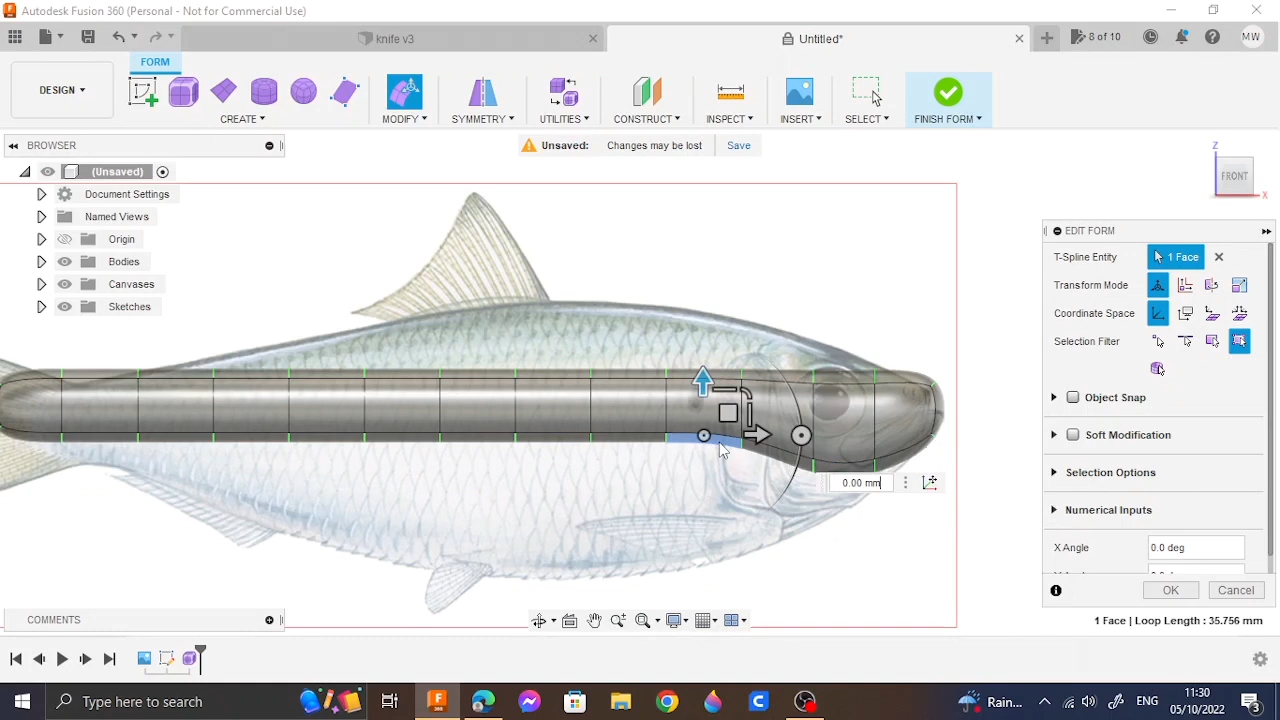 Autodesk Fusion 360 (Personal - Not for Commercial Use)
knife v3
Untitled*
8 of 10
MW
FORM
DESIGN
CREATE
MODIFY
SYMMETRY
UTILITIES
CONSTRUCT
INSPECT
INSERT
SELECT
FINISH FORM
BROWSER
Unsaved: Changes may be lost Save
(Unsaved)
Document Settings
Named Views
Origin
Bodies
Canvases
Sketches
Z
FRONT
X
EDIT FORM
T-Spline Entity 1 Face
Transform Mode
Coordinate Space
Selection Filter
Object Snap
Soft Modification
Selection Options
Numerical Inputs
X Angle 0.0 deg
OK Cancel
0.00 mm
COMMENTS
1 Face | Loop Length : 35.756 mm
Type here to search
F
360
Rain...
ENG
11:30
05/10/2022
3